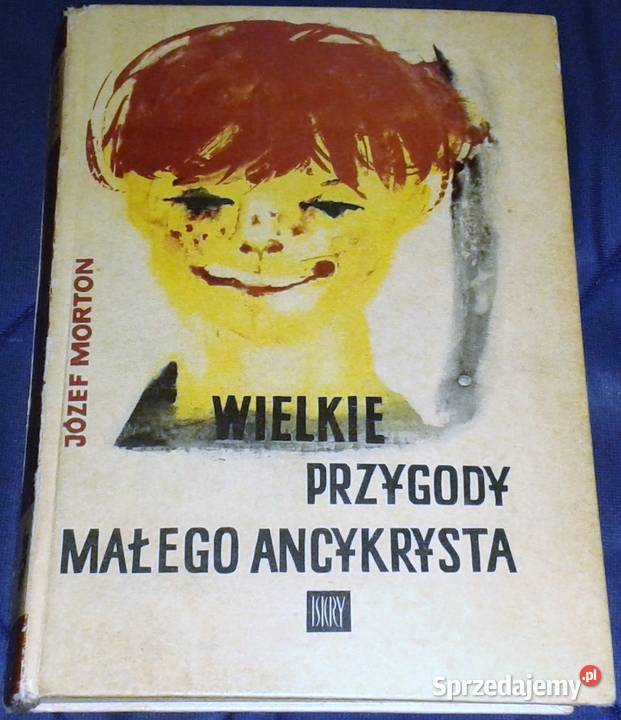 JÓZEF MORTON
WIELKIE
PRZYGODY
MAŁEGO ANCYKRYSTA
ISKRY
Sprzedajemy.pl